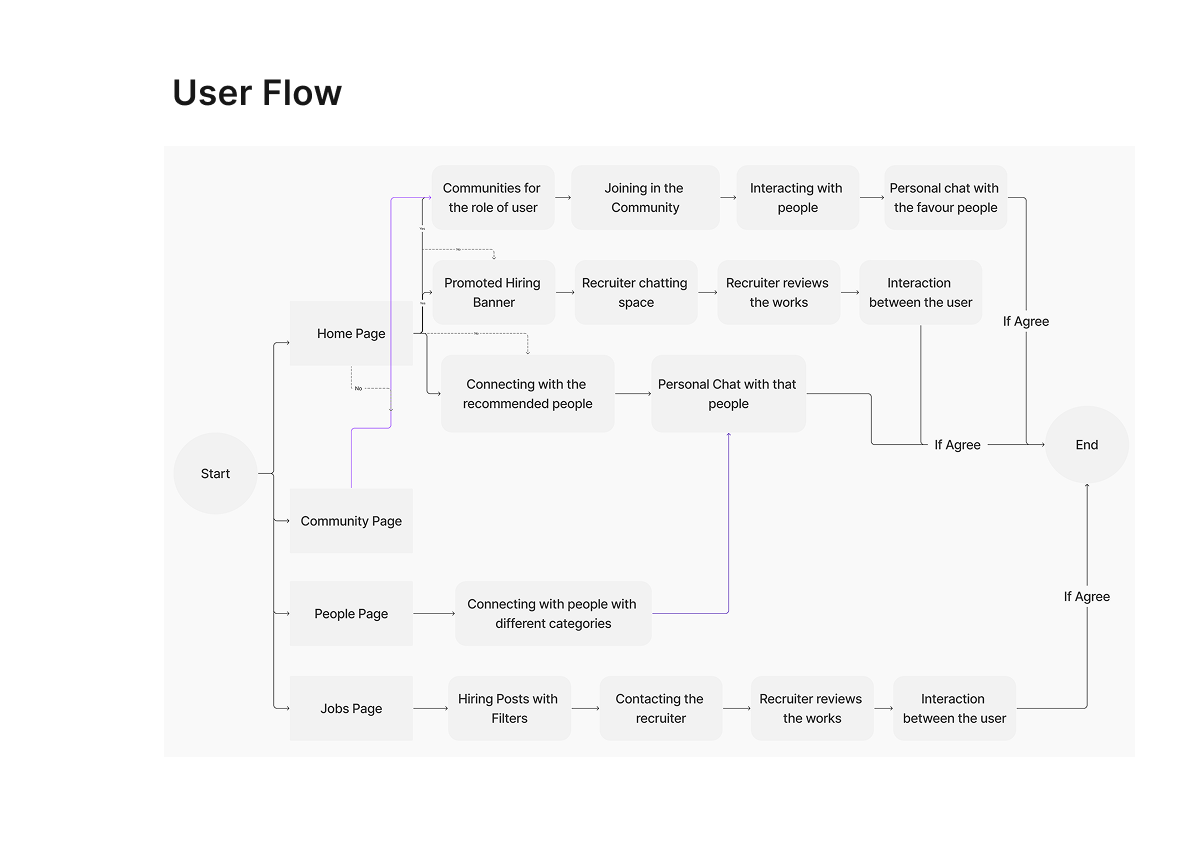 User Flow
Communities for
the role of user
Joining in the
Community
Interacting with
people
Personal chat with
the favour people
Yes
No
Promoted Hiring
Banner
Recruiter chatting
space
Recruiter reviews
the works
Interaction
between the user
Yes
If Agree
Home Page
No
No
Connecting with the
recommended people
Personal Chat with that
people
If Agree
End
Start
Community Page
People Page
Connecting with people with
different categories
If Agree
Jobs Page
Hiring Posts with
Filters
Contacting the
recruiter
Recruiter reviews
the works
Interaction
between the user